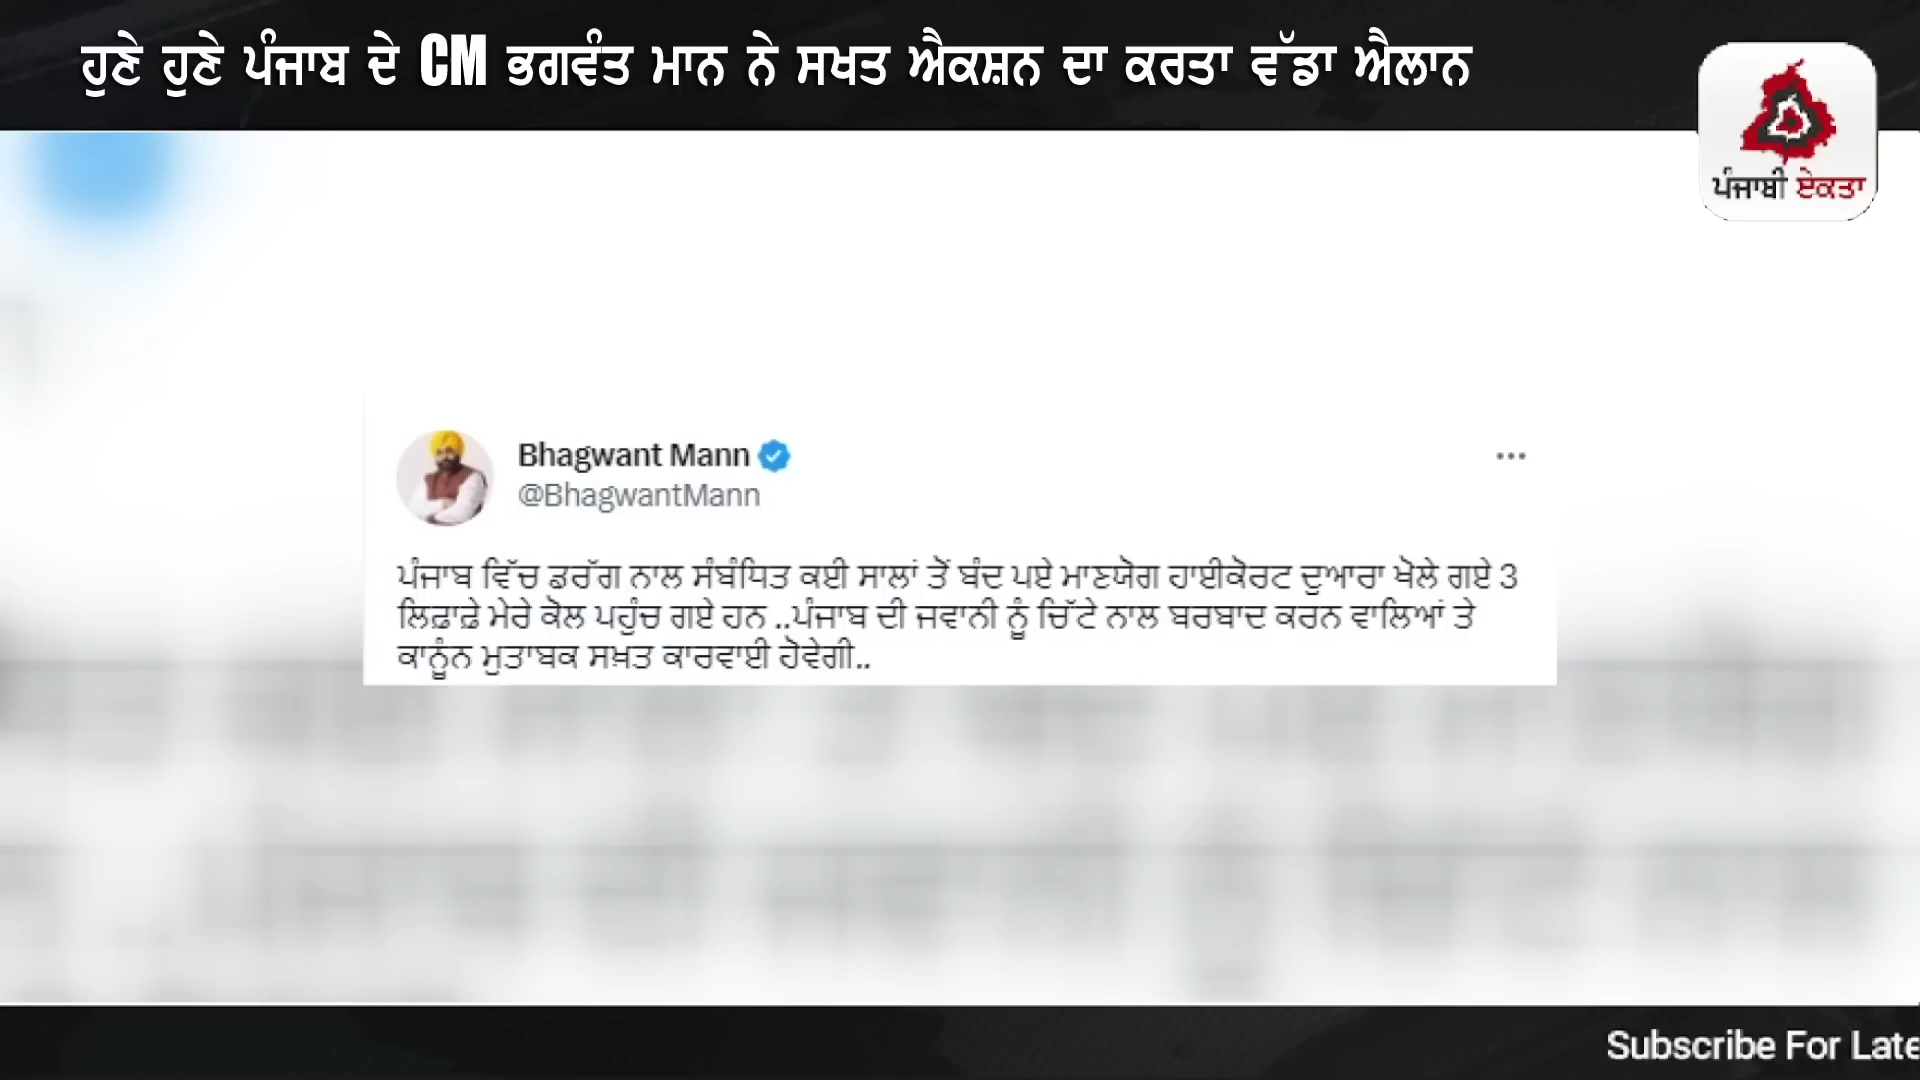 ਹੁਣੇ ਹੁਣੇ ਪੰਜਾਬ ਦੇ CM ਭਗਵੰਤ ਮਾਨ ਨੇ ਸਖਤ ਐਕਸ਼ਨ ਦਾ ਕਰਤਾ ਵੱਡਾ ਐਲਾਨ
ਪੰਜਾਬੀ ਏਕਤਾ
Bhagwant Mann
@BhagwantMann
ਪੰਜਾਬ ਵਿੱਚ ਡਰੱਗ ਨਾਲ ਸੰਬੰਧਿਤ ਕਈ ਸਾਲਾਂ ਤੋਂ ਬੰਦ ਪਏ ਮਾਣਯੋਗ ਹਾਈਕੋਰਟ ਦੁਆਰਾ ਖੋਲੇ ਗਏ 3
ਲਿਫ਼ਾਫ਼ੇ ਮੇਰੇ ਕੋਲ ਪਹੁੰਚ ਗਏ ਹਨ ..ਪੰਜਾਬ ਦੀ ਜਵਾਨੀ ਨੂੰ ਚਿੱਟੇ ਨਾਲ ਬਰਬਾਦ ਕਰਨ ਵਾਲਿਆਂ ਤੇ
ਕਾਨੂੰਨ ਮੁਤਾਬਕ ਸਖ਼ਤ ਕਾਰਵਾਈ ਹੋਵੇਗੀ..
Subscribe For Late